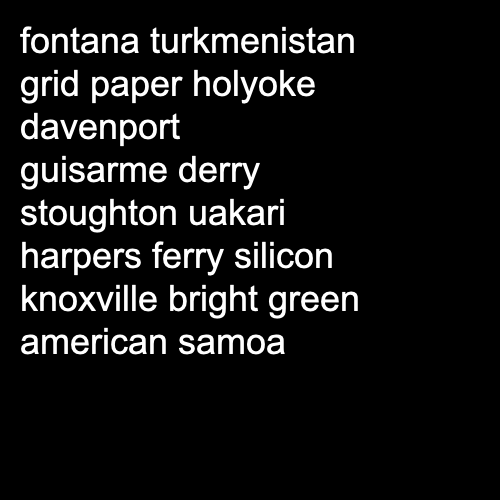 fontana turkmenistan
grid paper holyoke
davenport
guisarme derry
stoughton uakari
harpers ferry silicon
knoxville bright green
american samoa